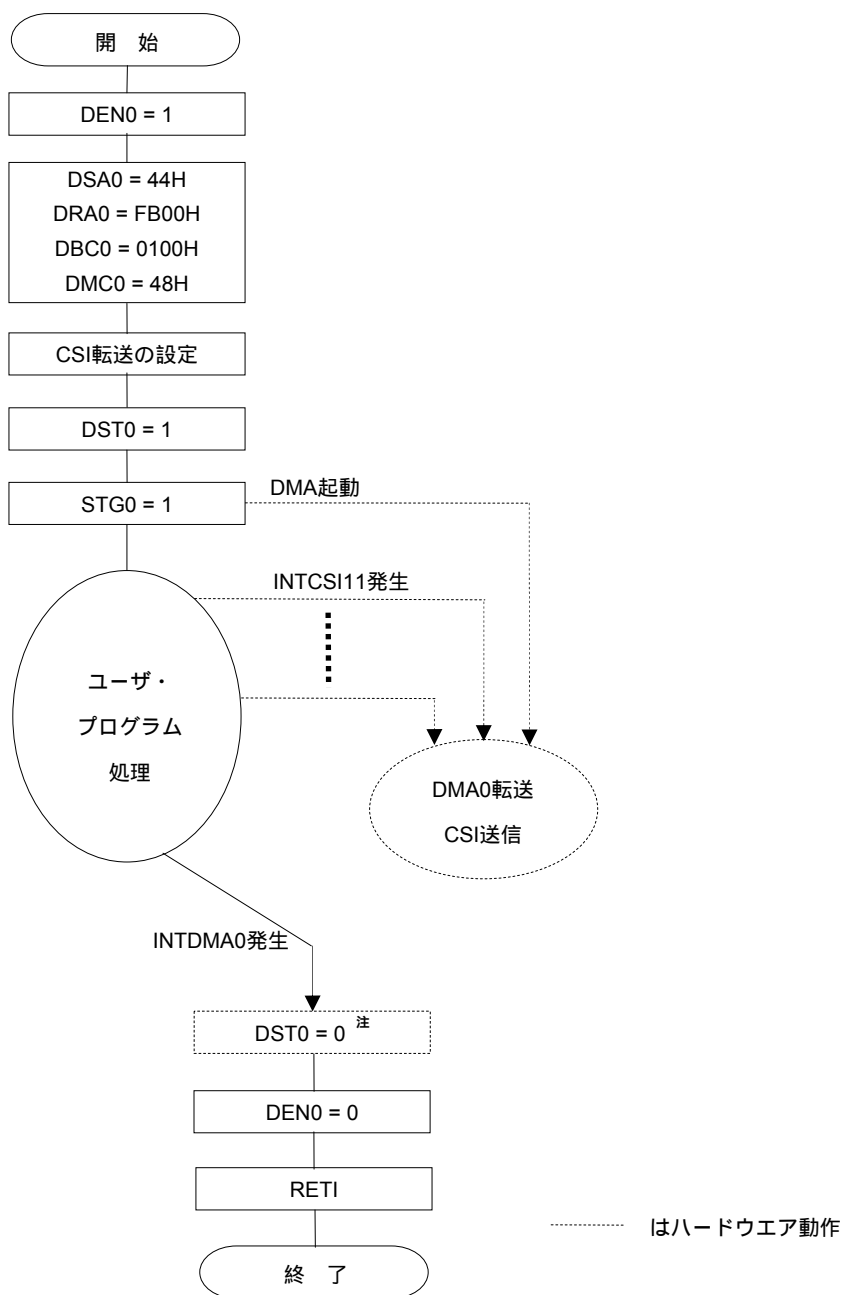 開 始
DEN0 = 1
DSA0 = 44H
DRA0 = FB00H
DBC0 = 0100H
DMC0 = 48H
CSI転送の設定
DST0 = 1
STG0 = 1
DMA起動
INTCSI11発生
ユーザ・
プログラム
処理
DMA0転送
CSI送信
INTDMA0発生
DST0 = 0 注
DEN0 = 0
RETI
はハードウエア動作
終 了